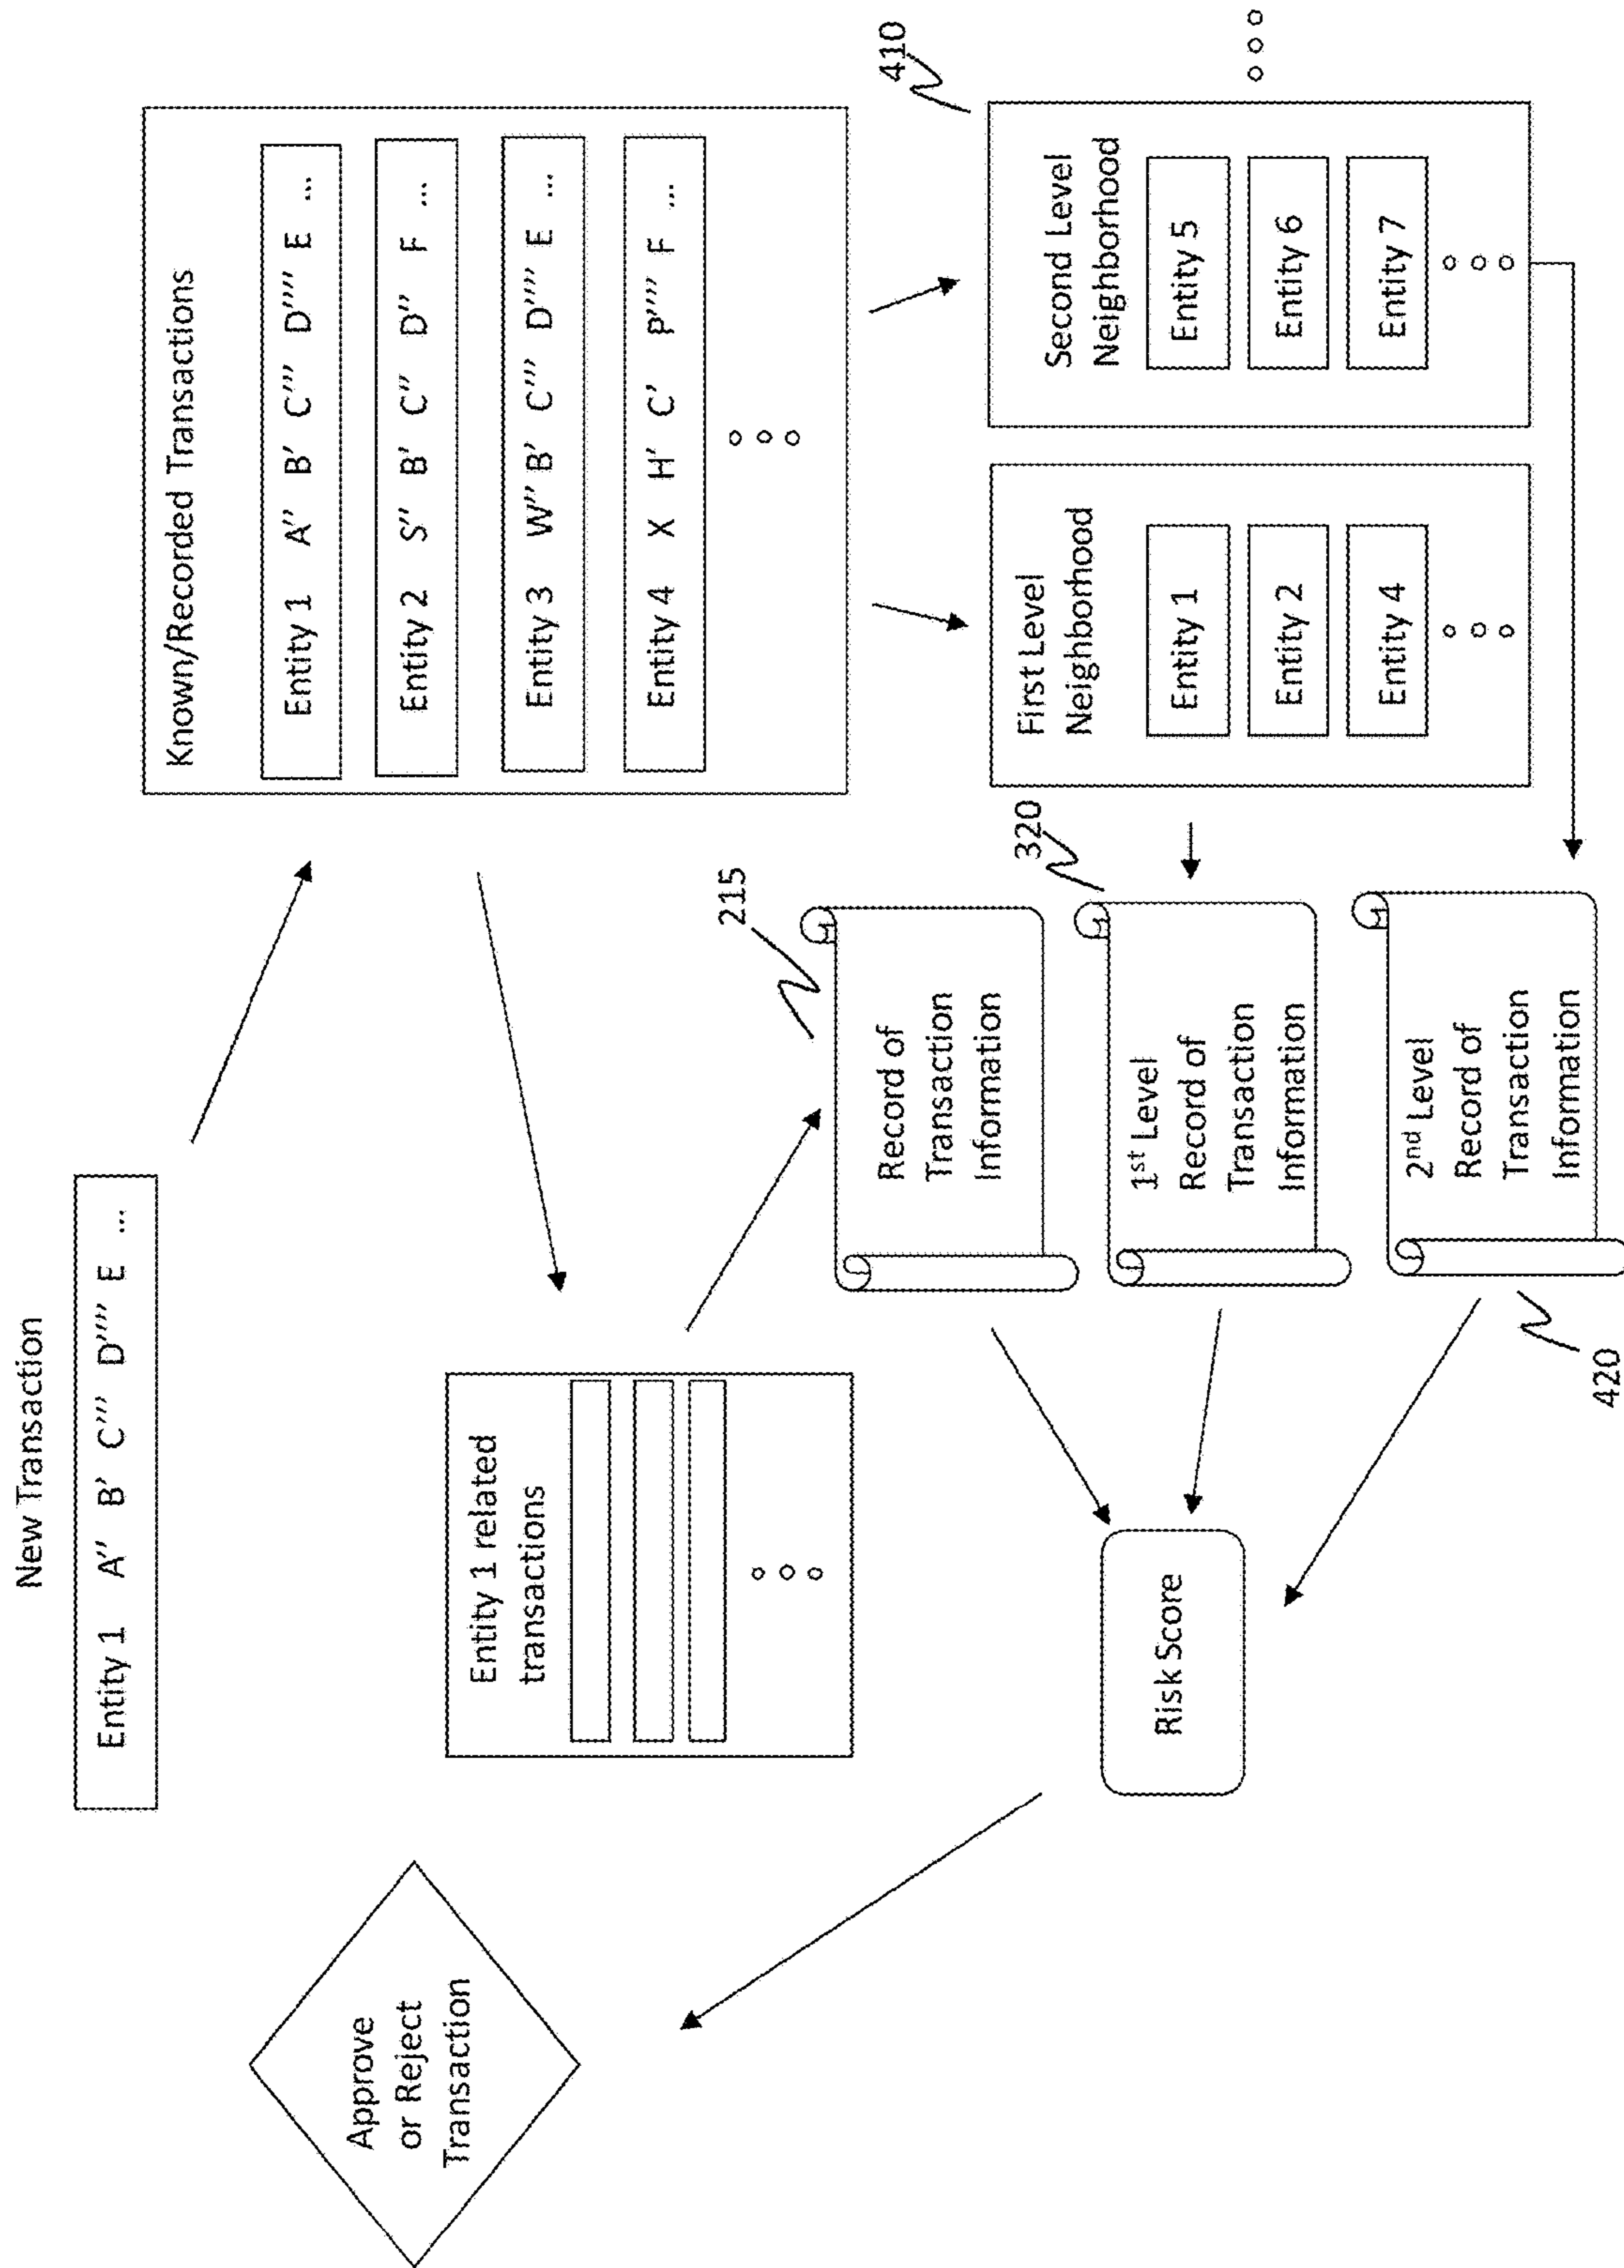 New Transaction
Entity 1 A'' B' C''' D'''' E ...
Known/Recorded Transactions
Entity 1 A'' B' C''' D'''' E ...
Entity 2 S'' B' C'' D'' F ...
Entity 3 W'' B' C''' D'''' E ...
Entity 4 X H' C' P'''' F ...
Approve
or Reject
Transaction
Entity 1 related
transactions
215
Record of
Transaction
Information
320
1st Level
Record of
Transaction
Information
2nd Level
Record of
Transaction
Information
420
Risk Score
First Level
Neighborhood
Entity 1
Entity 2
Entity 4
410
Second Level
Neighborhood
Entity 5
Entity 6
Entity 7